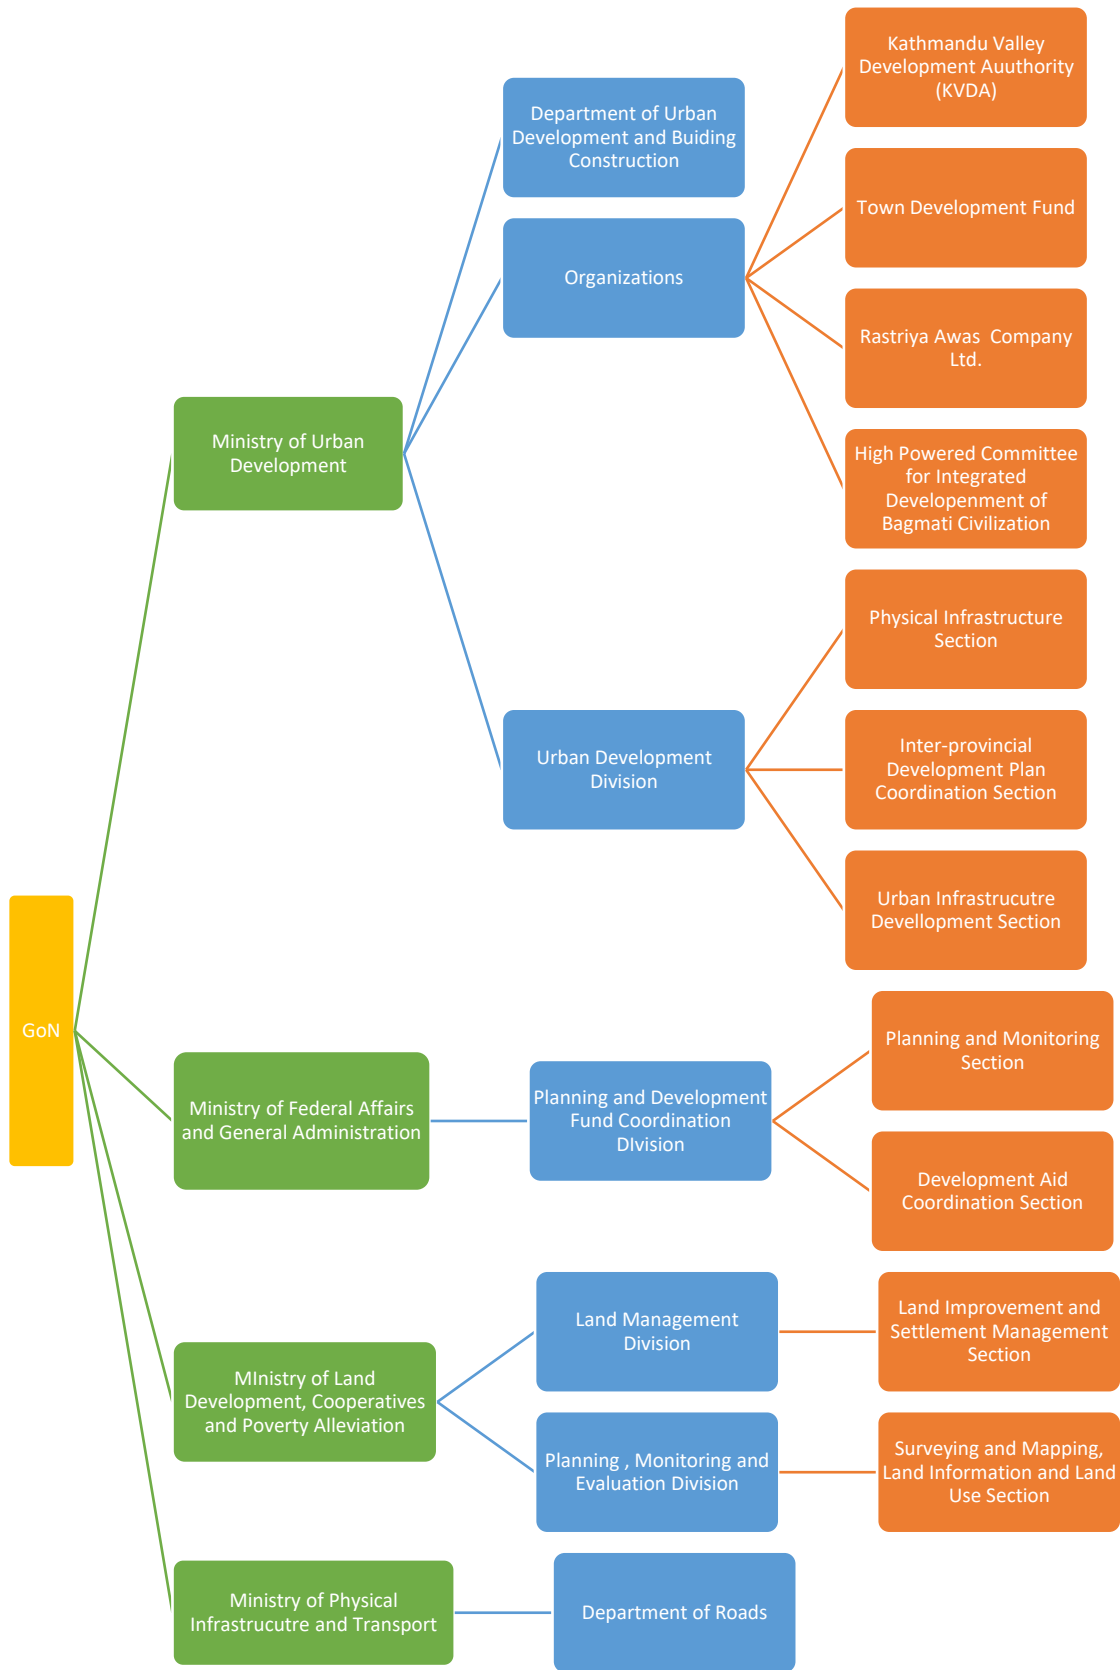 GoN
Ministry of Urban
Development
Department of Urban
Development and Buiding
Construction
Organizations
Kathmandu Valley
Development Auuthority
(KVDA)
Town Development Fund
Rastriya Awas  Company
Ltd.
High Powered Committee
for Integrated
Developenment of
Bagmati Civilization
Urban Development
Division
Physical Infrastructure
Section
Inter-provincial
Development Plan
Coordination Section
Urban Infrastrucutre
Devellopment Section
Ministry of Federal Affairs
and General Administration
Planning and Development
Fund Coordination
DIvision
Planning and Monitoring
Section
Development Aid
Coordination Section
MInistry of Land
Development, Cooperatives
and Poverty Alleviation
Land Management
Division
Land Improvement and
Settlement Management
Section
Planning , Monitoring and
Evaluation Division
Surveying and Mapping,
Land Information and Land
Use Section
Ministry of Physical
Infrastrucutre and Transport
Department of Roads